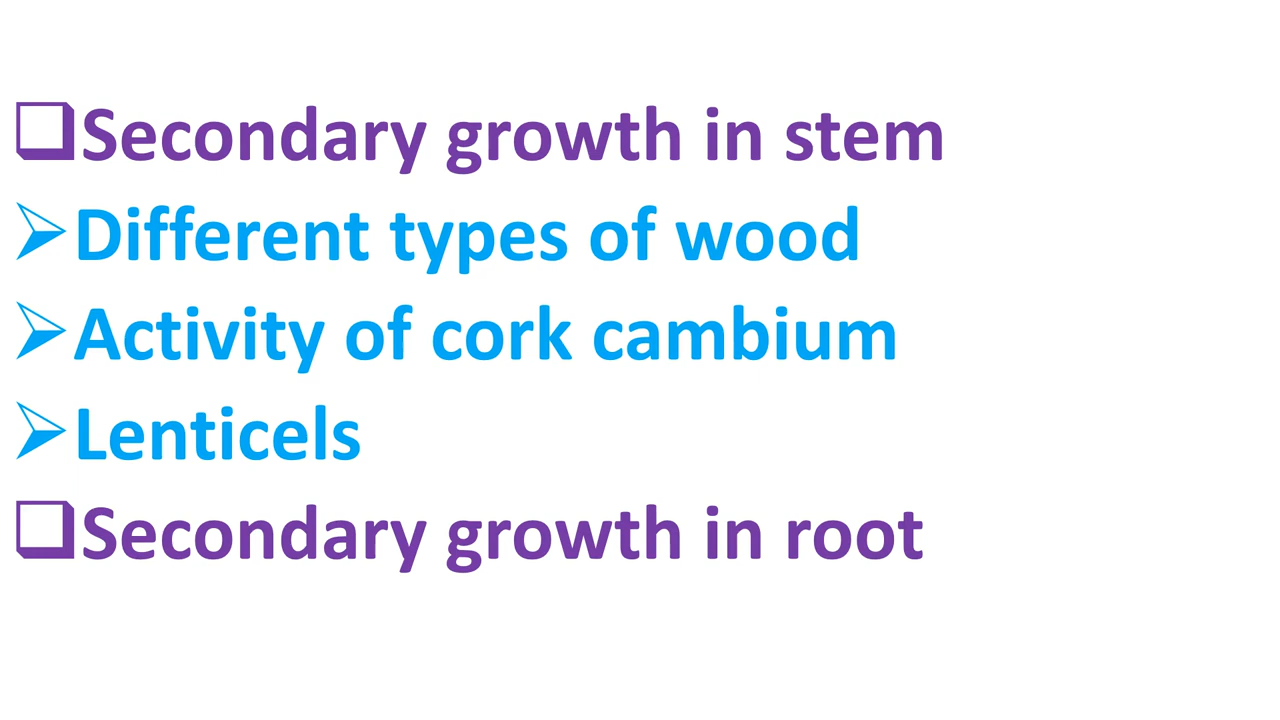 ❑Secondary growth in stem
➢Different types of wood
➢Activity of cork cambium
➢Lenticels
❑Secondary growth in root